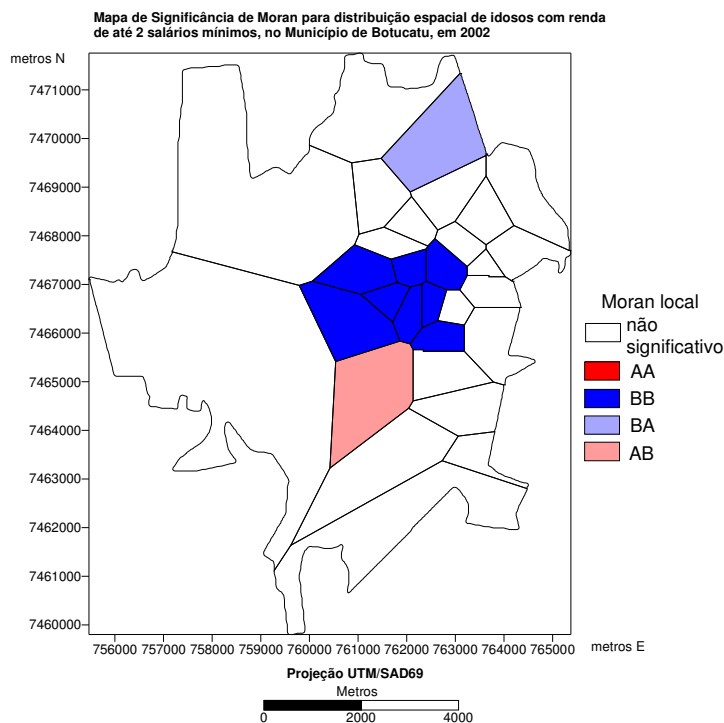 Mapa de Significância de Moran para distribuição espacial de idosos com renda
de até 2 salários mínimos, no Município de Botucatu, em 2002
metros N
7471000
7470000
7469000
7468000
7467000
7466000
7465000
7464000
7463000
7462000
7461000
7460000
756000 757000 758000 759000 760000 761000 762000 763000 764000 765000
metros E
Moran local
não
significativo
AA
BB
BA
AB
Projeção UTM/SAD69
Metros
0 2000 4000